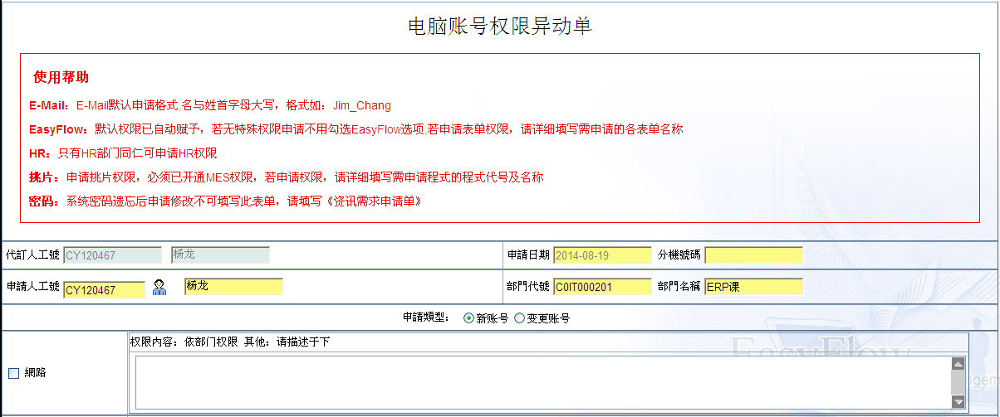 电脑账号权限异动单
使用帮助
E-Mail：E-Mail默认申请格式,名与姓首字母大写，格式如：Jim_Chang
EasyFlow：默认权限已自动赋予，若无特殊权限申请不用勾选EasyFlow选项,若申请表单权限，请详细填写需申请的各表单名称
HR：只有HR部门同仁可申请HR权限
挑片：申请挑片权限，必须已开通MES权限，若申请权限，请详细填写需申请程式的程式代号及名称
密码：系统密码遗忘后申请修改不可填写此表单，请填写《资讯需求申请单》
代訂人工號 CY120467 杨龙 申請日期 2014-08-19 分機號碼
申請人工號 CY120467 杨龙 部門代號 C0IT000201 部門名稱 ERP课
申請類型： 新账号 变更账号
权限内容：依部门权限 其他：请描述于下
EasyFlow
網路
ngem